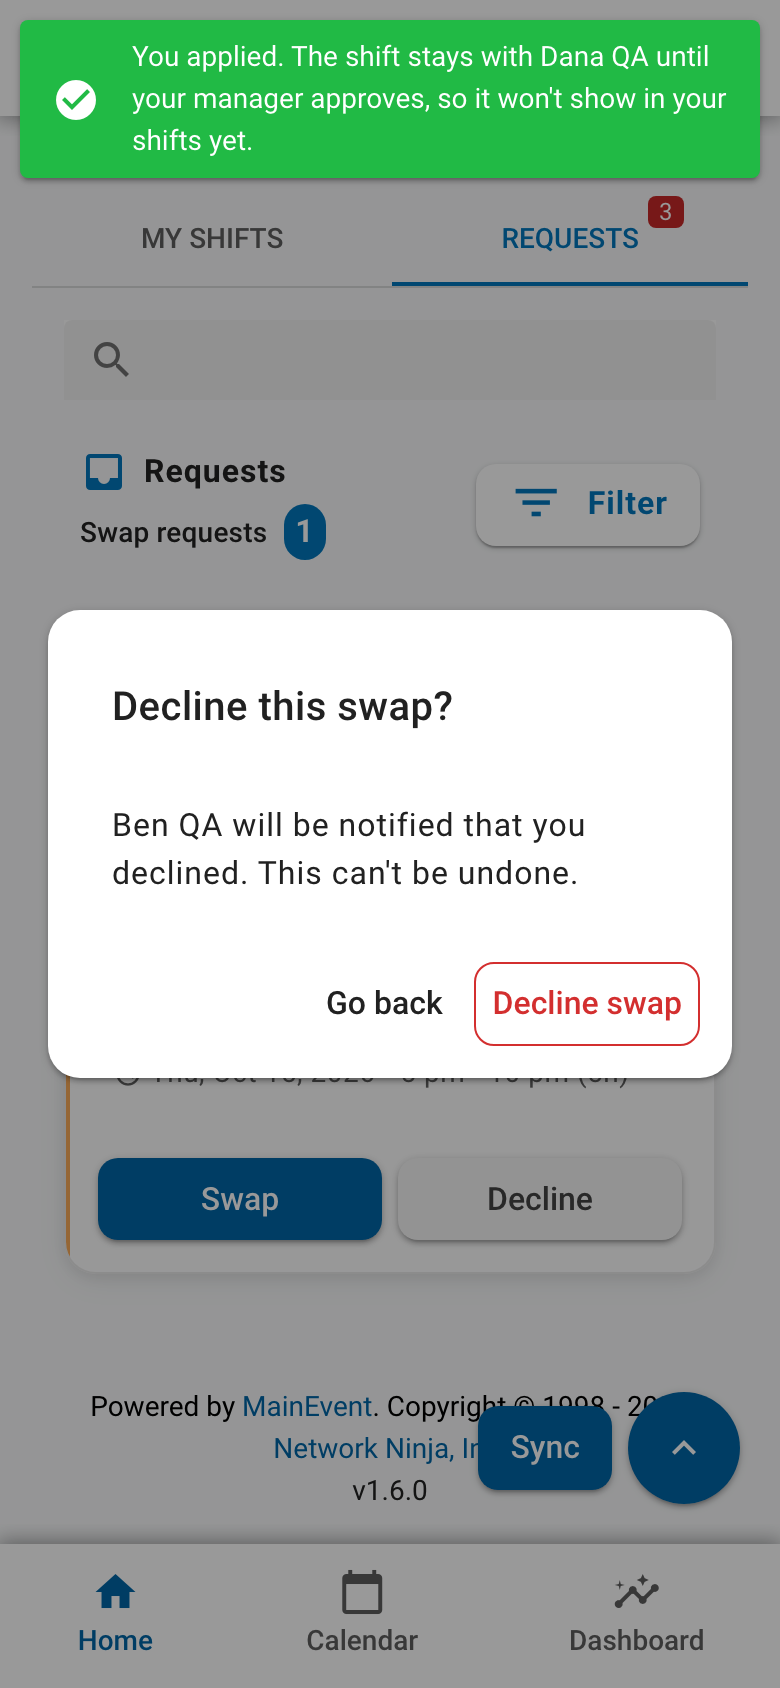 You applied. The shift stays with Dana QA until
your manager approves, so it won't show in your
shifts yet.
MY SHIFTS
REQUESTS
3
Requests
Swap requests 1
Filter
Decline this swap?
Ben QA will be notified that you
declined. This can't be undone.
Go back
Decline swap
Swap
Decline
Powered by MainEvent. Copyright © 1998 - 20
Network Ninja,
Sync
v1.6.0
Home
Calendar
Dashboard